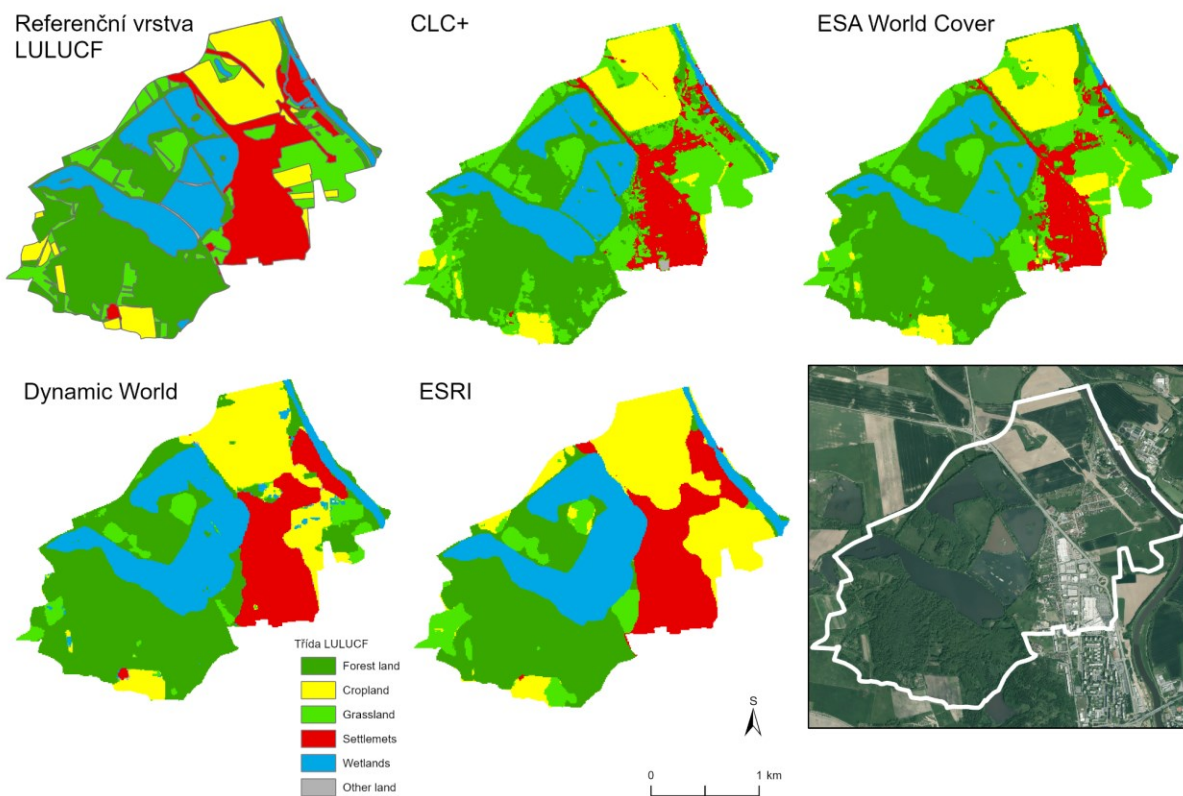 Referenční vrstva
LULUCF
CLC+
ESA World Cover
Dynamic World
ESRI
Třída LULUCF
Forest land
Cropland
Grassland
Settlemets
Wetlands
Other land
S
0
1 km